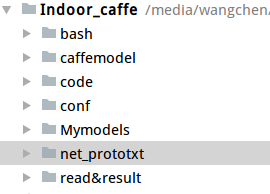 Indoor_caffe /media/wangchen/
bash
caffemodel
code
conf
Mymodels
net_prototxt
read&result